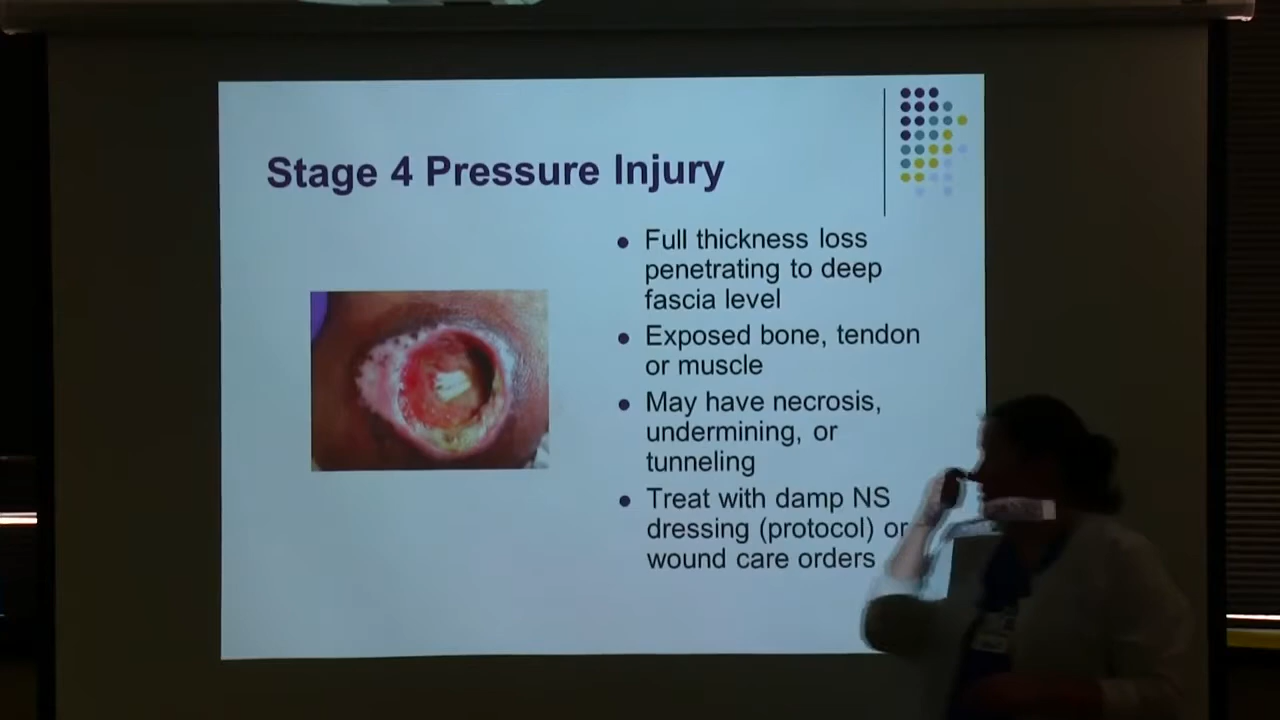 Stage 4 Pressure Injury
Full thickness loss
penetrating to deep
fascia level
Exposed bone, tendon
or muscle
May have necrosis,
undermining, or
tunneling
Treat with damp NS
dressing (protocol) or
wound care orders